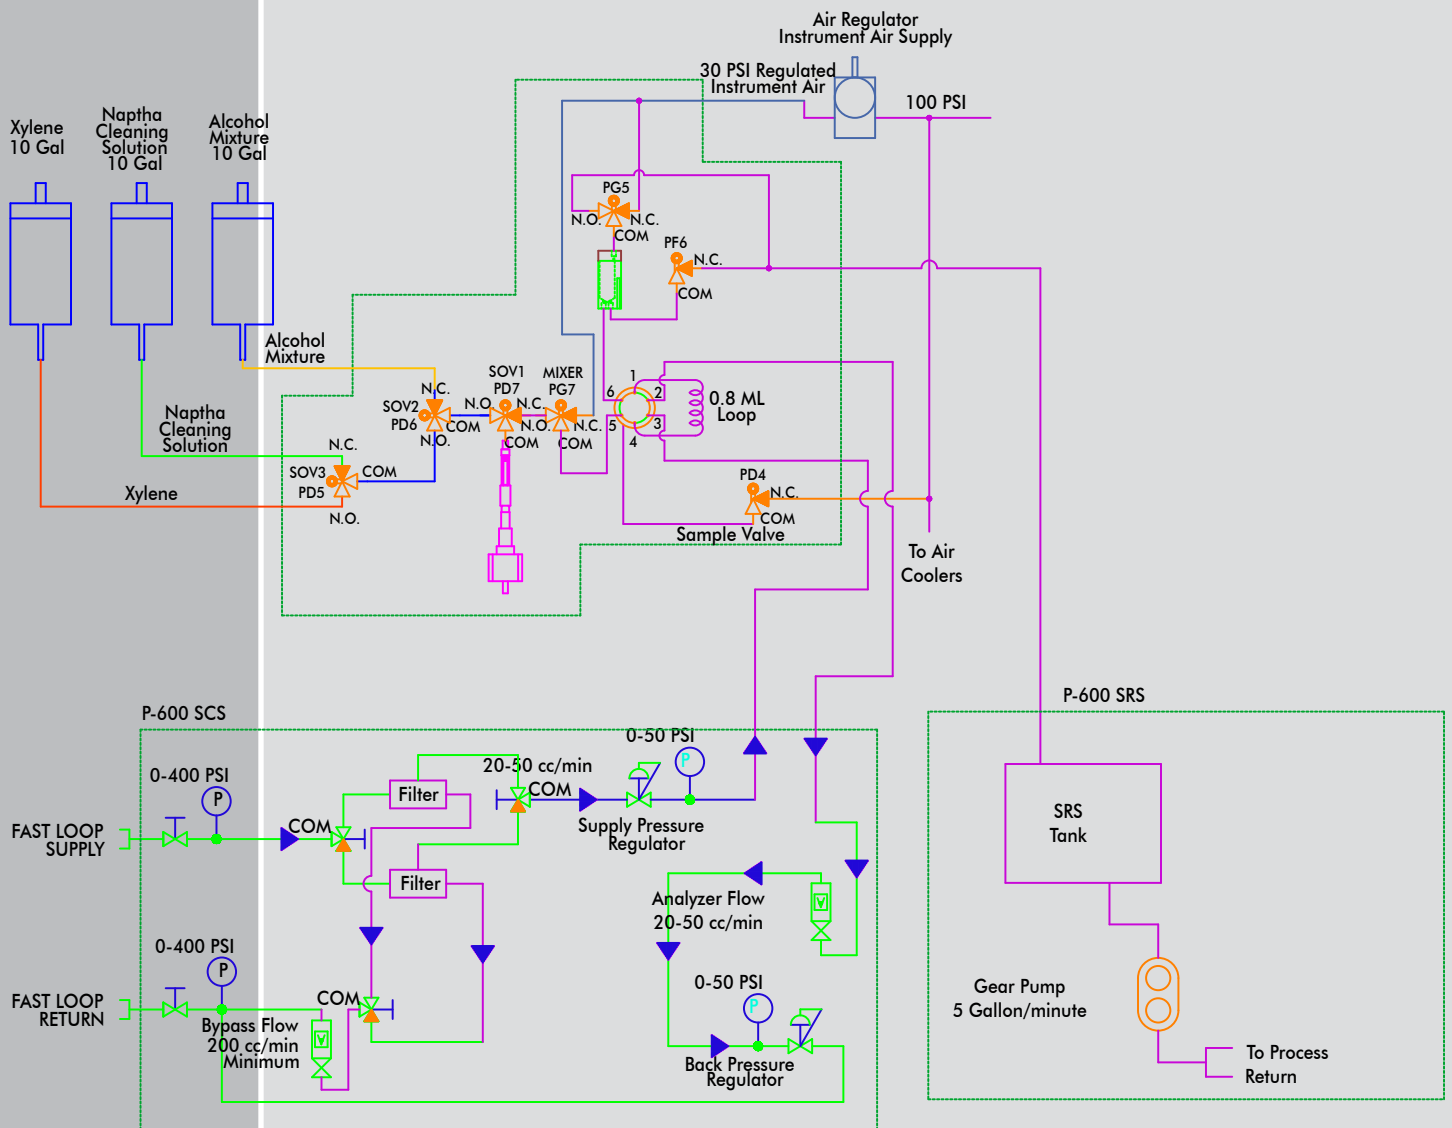 Air Regulator
Instrument Air Supply
30 PSI Regulated
Instrument Air
100 PSI
Xylene
10 Gal
Naptha
Cleaning
Solution
10 Gal
Alcohol
Mixture
10 Gal
PG5
N.O.
N.C.
COM
PF6
N.C.
COM
Alcohol
Mixture
SOV1
PD7
MIXER
PG7
N.C.
SOV2
PD6
COM
N.O.
N.O.
N.C.
N.O.
COM
N.C.
COM
1
2
3
4
5
6
0.8 ML
Loop
Naptha
Cleaning
Solution
N.C.
SOV3
PD5
COM
N.O.
Xylene
PD4
N.C.
COM
Sample Valve
To Air
Coolers
P-600 SCS
P-600 SRS
0-400 PSI
P
FAST LOOP
SUPPLY
COM
Filter
Filter
20-50 cc/min
COM
0-50 PSI
P
Supply Pressure
Regulator
SRS
Tank
Analyzer Flow
20-50 cc/min
0-400 PSI
P
FAST LOOP
RETURN
COM
Bypass Flow
200 cc/min
Minimum
0-50 PSI
P
Back Pressure
Regulator
Gear Pump
5 Gallon/minute
To Process
Return